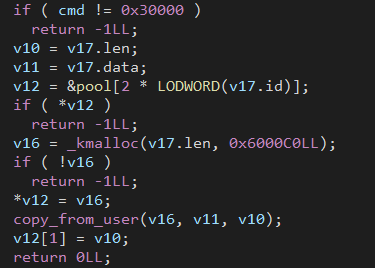 if ( cmd != 0x30000 )
return -1LL;
v10 = v17.len;
v11 = v17.data;
v12 = &pool[2 * LODWORD(v17.id)];
if ( *v12 )
return -1LL;
v16 = _kmalloc(v17.len, 0x6000C0LL);
if ( !v16 )
return -1LL;
*v12 = v16;
copy_from_user(v16, v11, v10);
v12[1] = v10;
return 0LL;